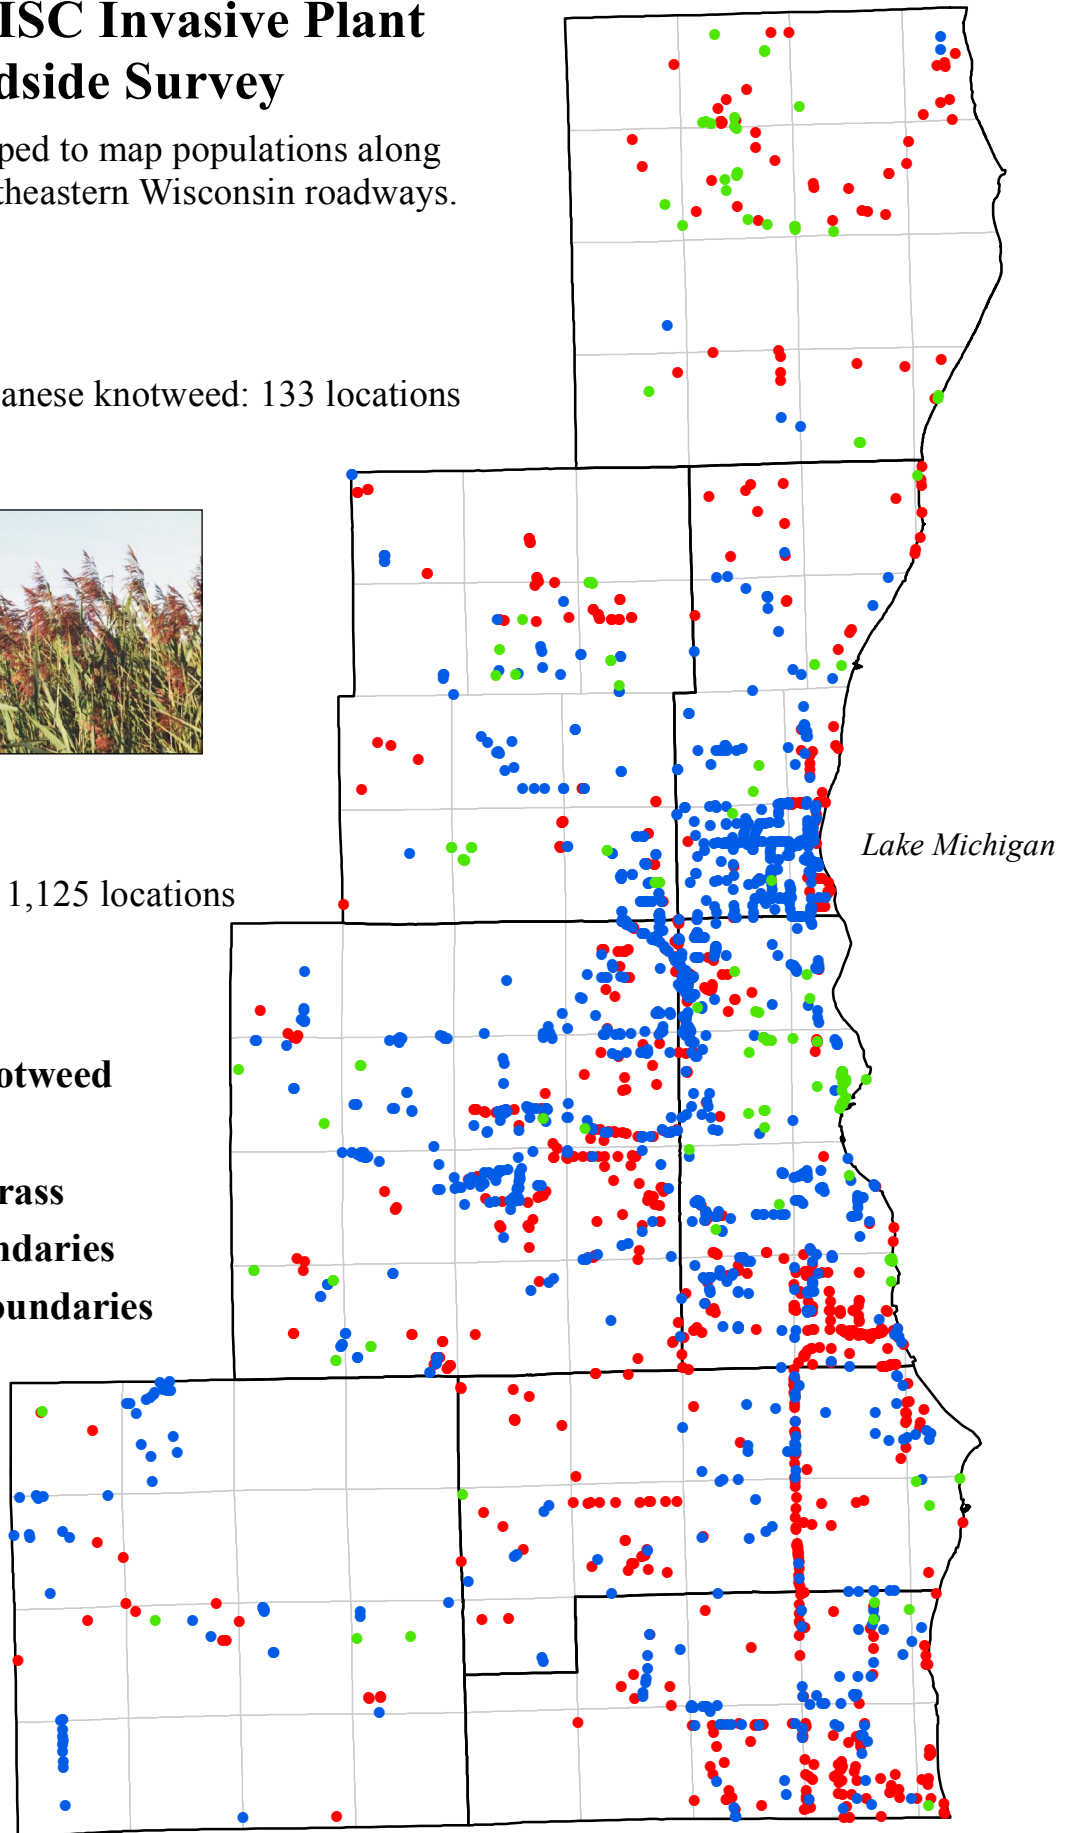 ISC Invasive Plant
dside Survey
ped to map populations along
theastern Wisconsin roadways.
anese knotweed: 133 locations
Lake Michigan
1,125 locations
otweed
rass
ndaries
oundaries